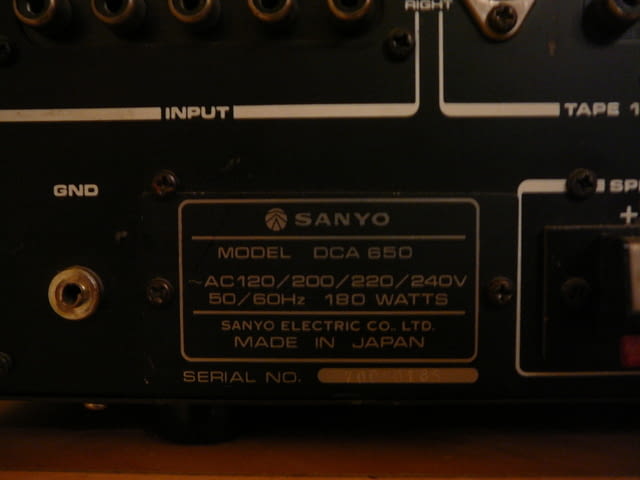 RIGHT
INPUT
TAPE 1
GND
+
SANYO
MODEL DCA 650
~AC120/200/220/240V
50/60Hz 180 WATTS
SANYO ELECTRIC CO., LTD.
MADE IN JAPAN
SERIAL NO.